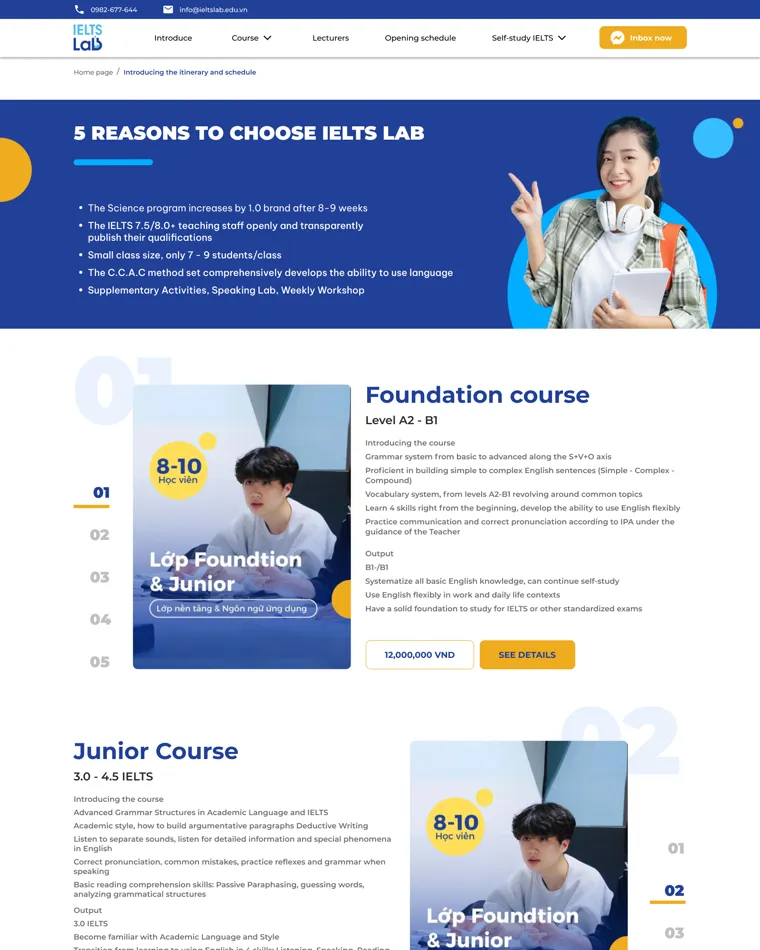 0982-677-644
info@ieltslab.edu.vn
IELTS
Lab
Introduce
Course
Lecturers
Opening schedule
Self-study IELTS
Inbox now
Home page / Introducing the itinerary and schedule
5 REASONS TO CHOOSE IELTS LAB
• The Science program increases by 1.0 brand after 8-9 weeks
• The IELTS 7.5/8.0+ teaching staff openly and transparently
publish their qualifications
• Small class size, only 7 - 9 students/class
• The C.C.A.C method set comprehensively develops the ability to use language
• Supplementary Activities, Speaking Lab, Weekly Workshop
01
01
02
03
04
05
8-10
Học viên
Lớp Foundtion
& Junior
Lớp nền tảng & Ngôn ngữ ứng dụng
Foundation course
Level A2 - B1
Introducing the course
Grammar system from basic to advanced along the S+V+O axis
Proficient in building simple to complex English sentences (Simple - Complex -
Compound)
Vocabulary system, from levels A2-B1 revolving around common topics
Learn 4 skills right from the beginning, develop the ability to use English flexibly
Practice communication and correct pronunciation according to IPA under the
guidance of the Teacher
Output
B1-/B1
Systematize all basic English knowledge, can continue self-study
Use English flexibly in work and daily life contexts
Have a solid foundation to study for IELTS or other standardized exams
12,000,000 VND
SEE DETAILS
02
Junior Course
3.0 - 4.5 IELTS
Introducing the course
Advanced Grammar Structures in Academic Language and IELTS
Academic style, how to build argumentative paragraphs Deductive Writing
Listen to separate sounds, listen for detailed information and special phenomena
in English
Correct pronunciation, common mistakes, practice reflexes and grammar when
speaking
Basic reading comprehension skills: Passive Paraphasing, guessing words,
analyzing grammatical structures
Output
3.0 IELTS
Become familiar with Academic Language and Style
Transition from learning to using English in 4 skills: Listening, Speaking, Reading,
8-10
Học viên
Lớp Foundtion
& Junior
01
02
03